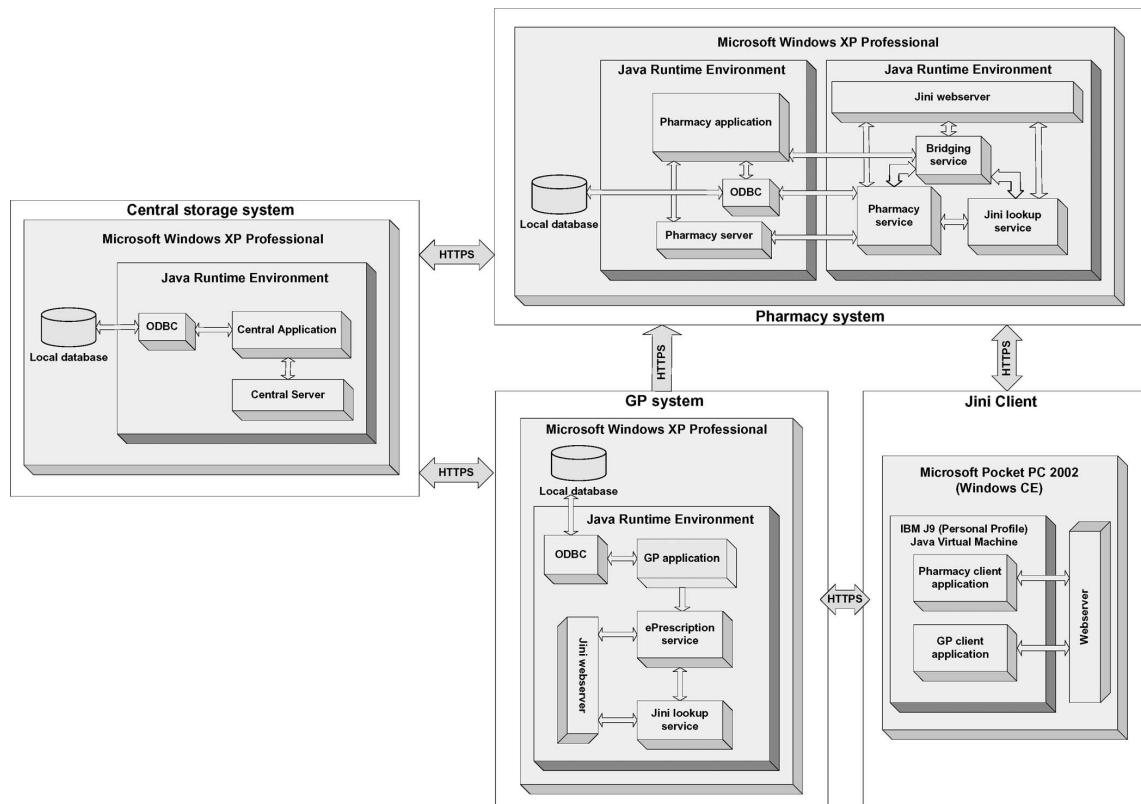 Microsoft Windows XP Professional
Java Runtime Environment
Pharmacy application
ODBC
Local database
Pharmacy server
Java Runtime Environment
Jini webserver
Bridging
service
Pharmacy
service
Jini lookup
service
Pharmacy system
Central storage system
Microsoft Windows XP Professional
Java Runtime Environment
ODBC
Central Application
Local database
Central Server
HTTPS
HTTPS
HTTPS
HTTPS
GP system
Microsoft Windows XP Professional
Local database
Java Runtime Environment
ODBC
GP application
ePrescription
service
Jini webserver
Jini lookup
service
HTTPS
Jini Client
Microsoft Pocket PC 2002
(Windows CE)
IBM J9 (Personal Profile)
Java Virtual Machine
Pharmacy client
application
GP client
application
Webserver